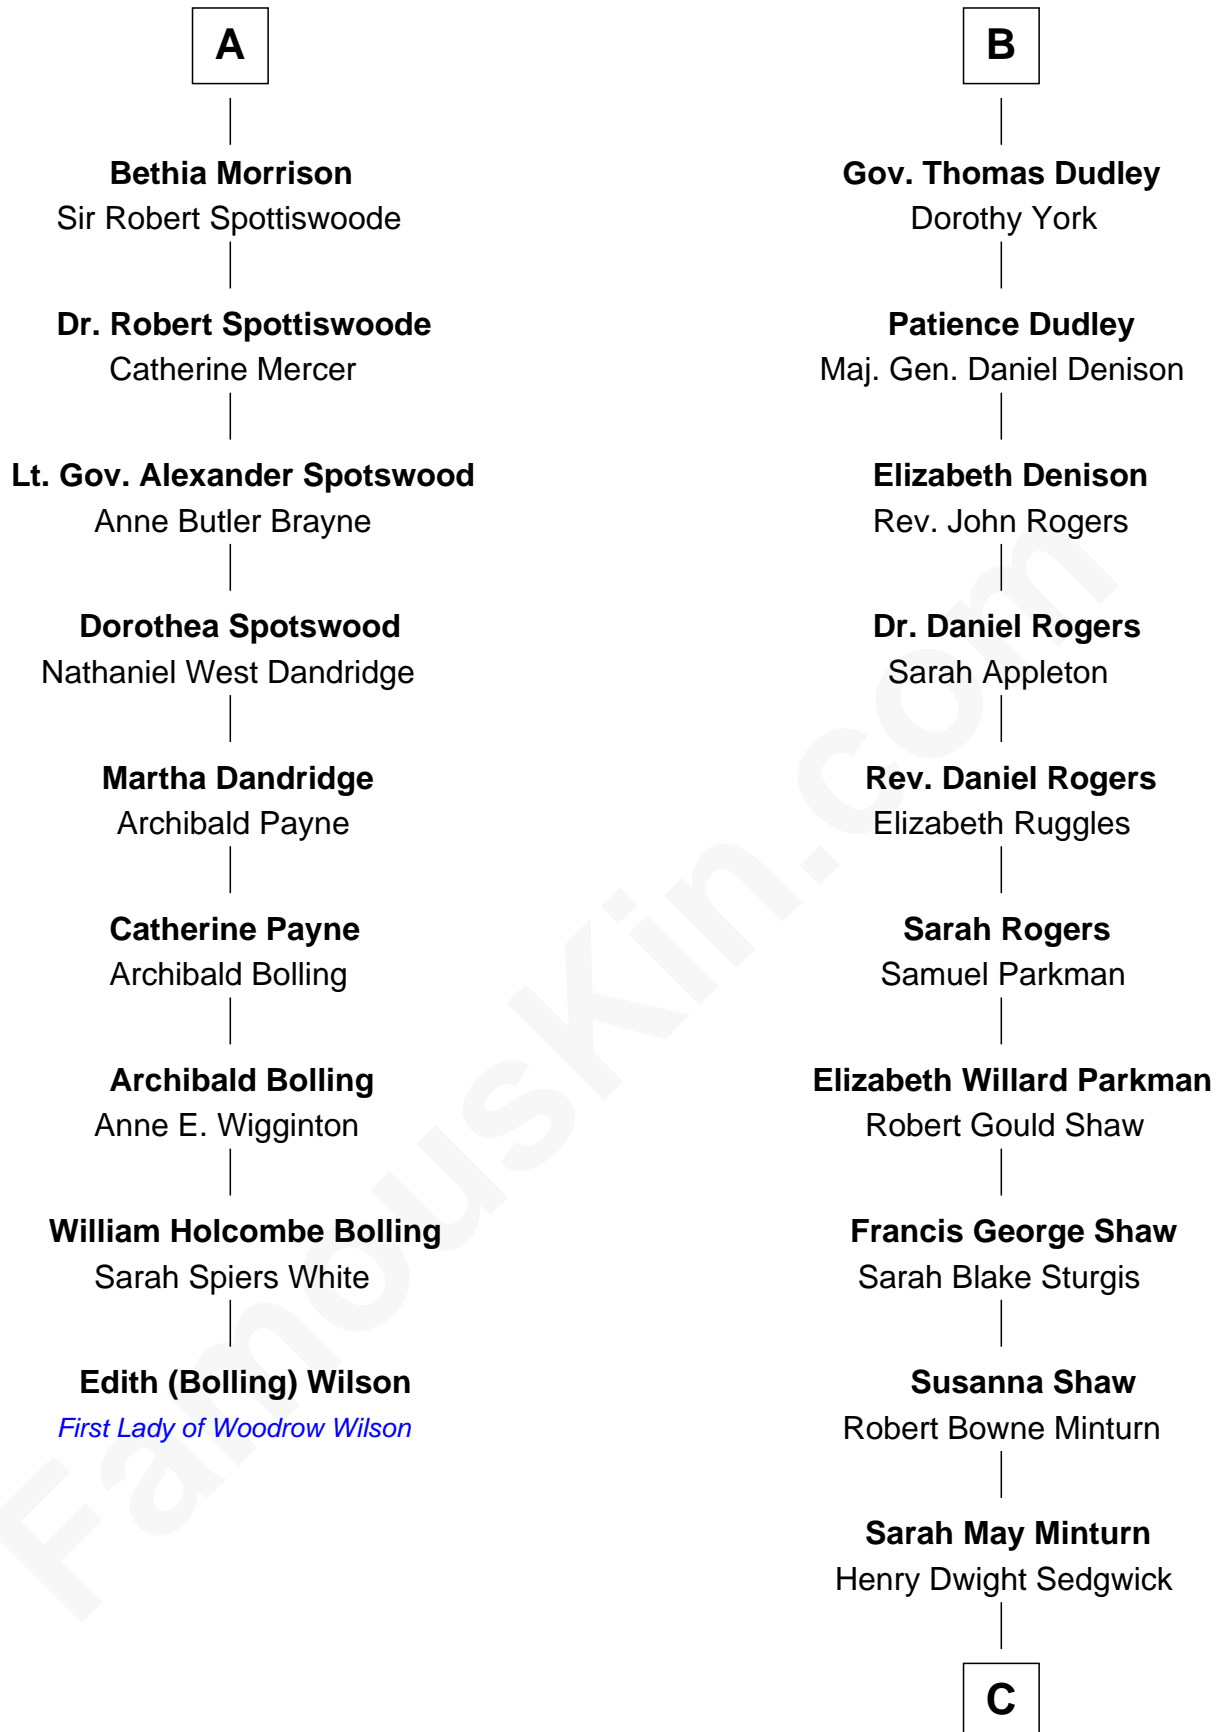 A
Bethia Morrison
Sir Robert Spottiswoode
Dr. Robert Spottiswoode
Catherine Mercer
Lt. Gov. Alexander Spotswood
Anne Butler Brayne
Dorothea Spotswood
Nathaniel West Dandridge
Martha Dandridge
Archibald Payne
Catherine Payne
Archibald Bolling
Archibald Bolling
Anne E. Wigginton
William Holcombe Bolling
Sarah Spiers White
Edith (Bolling) Wilson
First Lady of Woodrow Wilson
B
Gov. Thomas Dudley
Dorothy York
Patience Dudley
Maj. Gen. Daniel Denison
Elizabeth Denison
Rev. John Rogers
Dr. Daniel Rogers
Sarah Appleton
Rev. Daniel Rogers
Elizabeth Ruggles
Sarah Rogers
Samuel Parkman
Elizabeth Willard Parkman
Robert Gould Shaw
Francis George Shaw
Sarah Blake Sturgis
Susanna Shaw
Robert Bowne Minturn
Sarah May Minturn
Henry Dwight Sedgwick
C
FamousKin.com